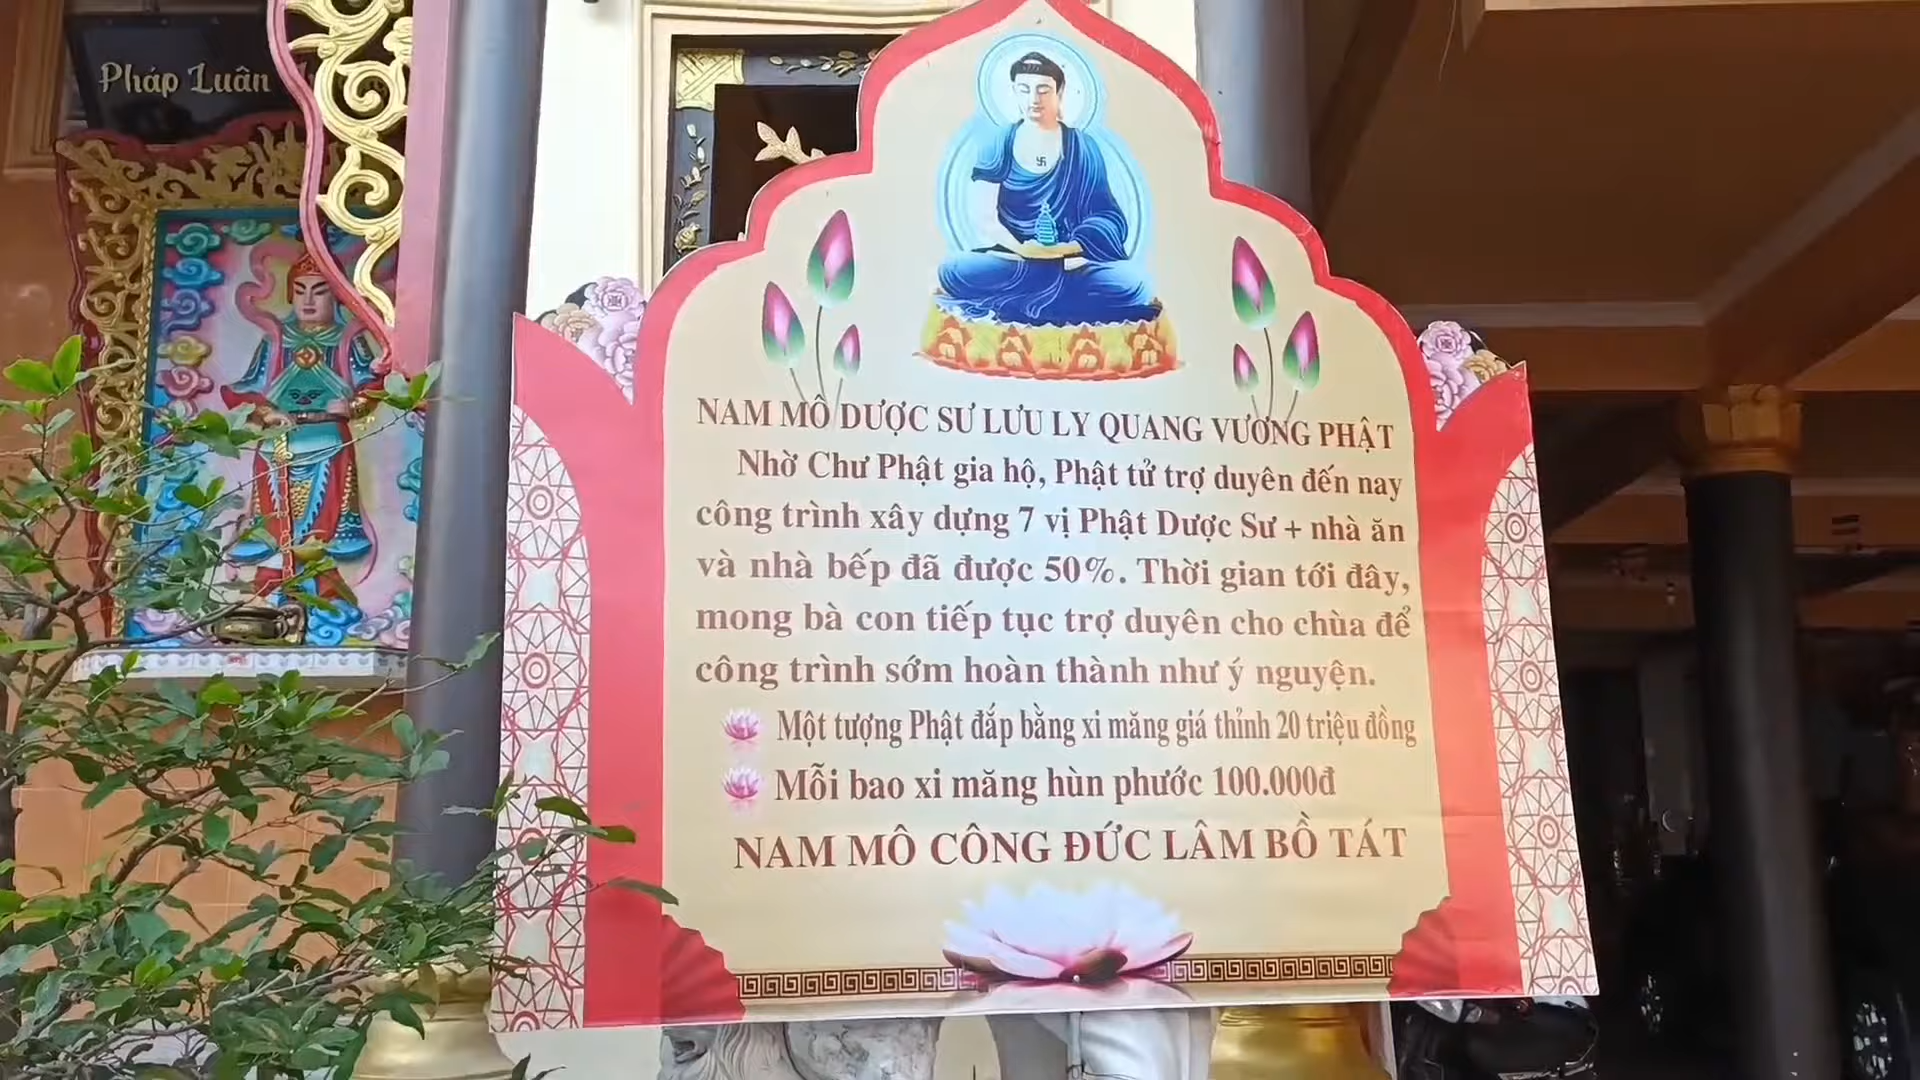 Pháp Luân
NAM MÔ DƯỢC SƯ LƯU LY QUANG VƯƠNG PHẬT
Nhờ Chư Phật gia hộ, Phật tử trợ duyên đến nay
công trình xây dựng 7 vị Phật Dược Sư + nhà ăn
và nhà bếp đã được 50%. Thời gian tới đây,
mong bà con tiếp tục trợ duyên cho chùa để
công trình sớm hoàn thành như ý nguyện.
Một tượng Phật đắp bằng xi măng giá thỉnh 20 triệu đồng
Mỗi bao xi măng hùn phước 100.000đ
NAM MÔ CÔNG ĐỨC LÂM BỒ TÁT